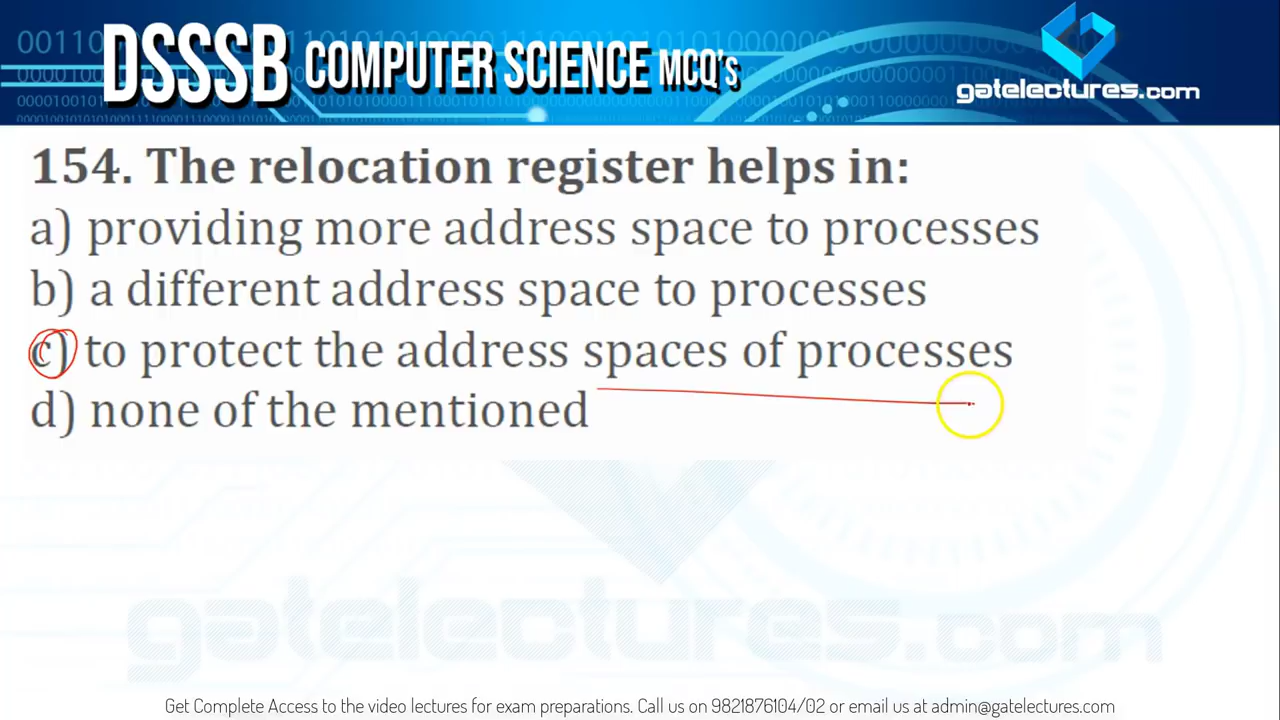 DSSSB COMPUTER SCIENCE MCQ'S
gatelectures.com
154. The relocation register helps in:
a) providing more address space to processes
b) a different address space to processes
c) to protect the address spaces of processes
d) none of the mentioned
gatelectures.com
Get Complete Access to the video lectures for exam preparations. Call us on 9821876104/02 or email us at admin@gatelectures.com